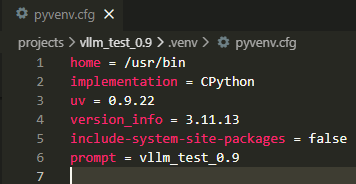 pyvenv.cfg
projects > vllm_test_0.9 > .venv > pyvenv.cfg
1 home = /usr/bin
2 implementation = CPython
3 uv = 0.9.22
4 version_info = 3.11.13
5 include-system-site-packages = false
6 prompt = vllm_test_0.9
7